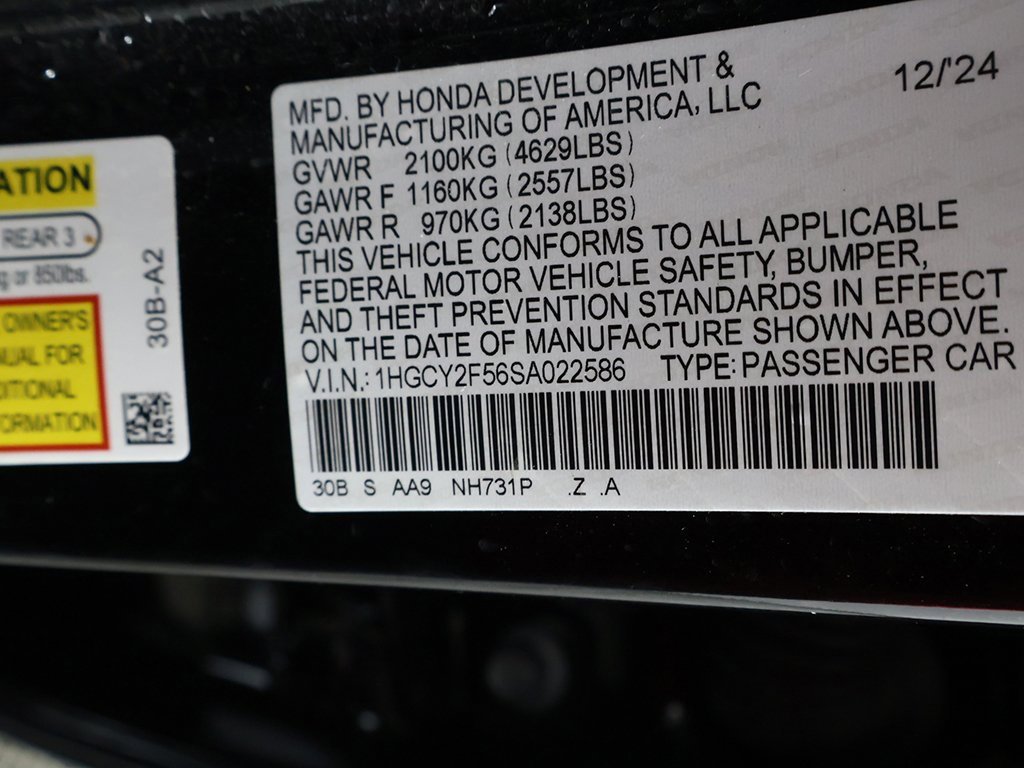 ATION
REAR 3
g or 850lbs.
OWNER'S
UAL FOR
DITIONAL
ORMATION
30B-A2
12/'24
MFD. BY HONDA DEVELOPMENT &
MANUFACTURING OF AMERICA, LLC
GVWR 2100KG (4629LBS)
GAWR F 1160KG (2557LBS)
GAWR R 970KG (2138LBS)
THIS VEHICLE CONFORMS TO ALL APPLICABLE
FEDERAL MOTOR VEHICLE SAFETY, BUMPER,
AND THEFT PREVENTION STANDARDS IN EFFECT
ON THE DATE OF MANUFACTURE SHOWN ABOVE.
V.I.N.: 1HGCY2F56SA022586 TYPE: PASSENGER CAR
30B S AA9 NH731P .Z .A